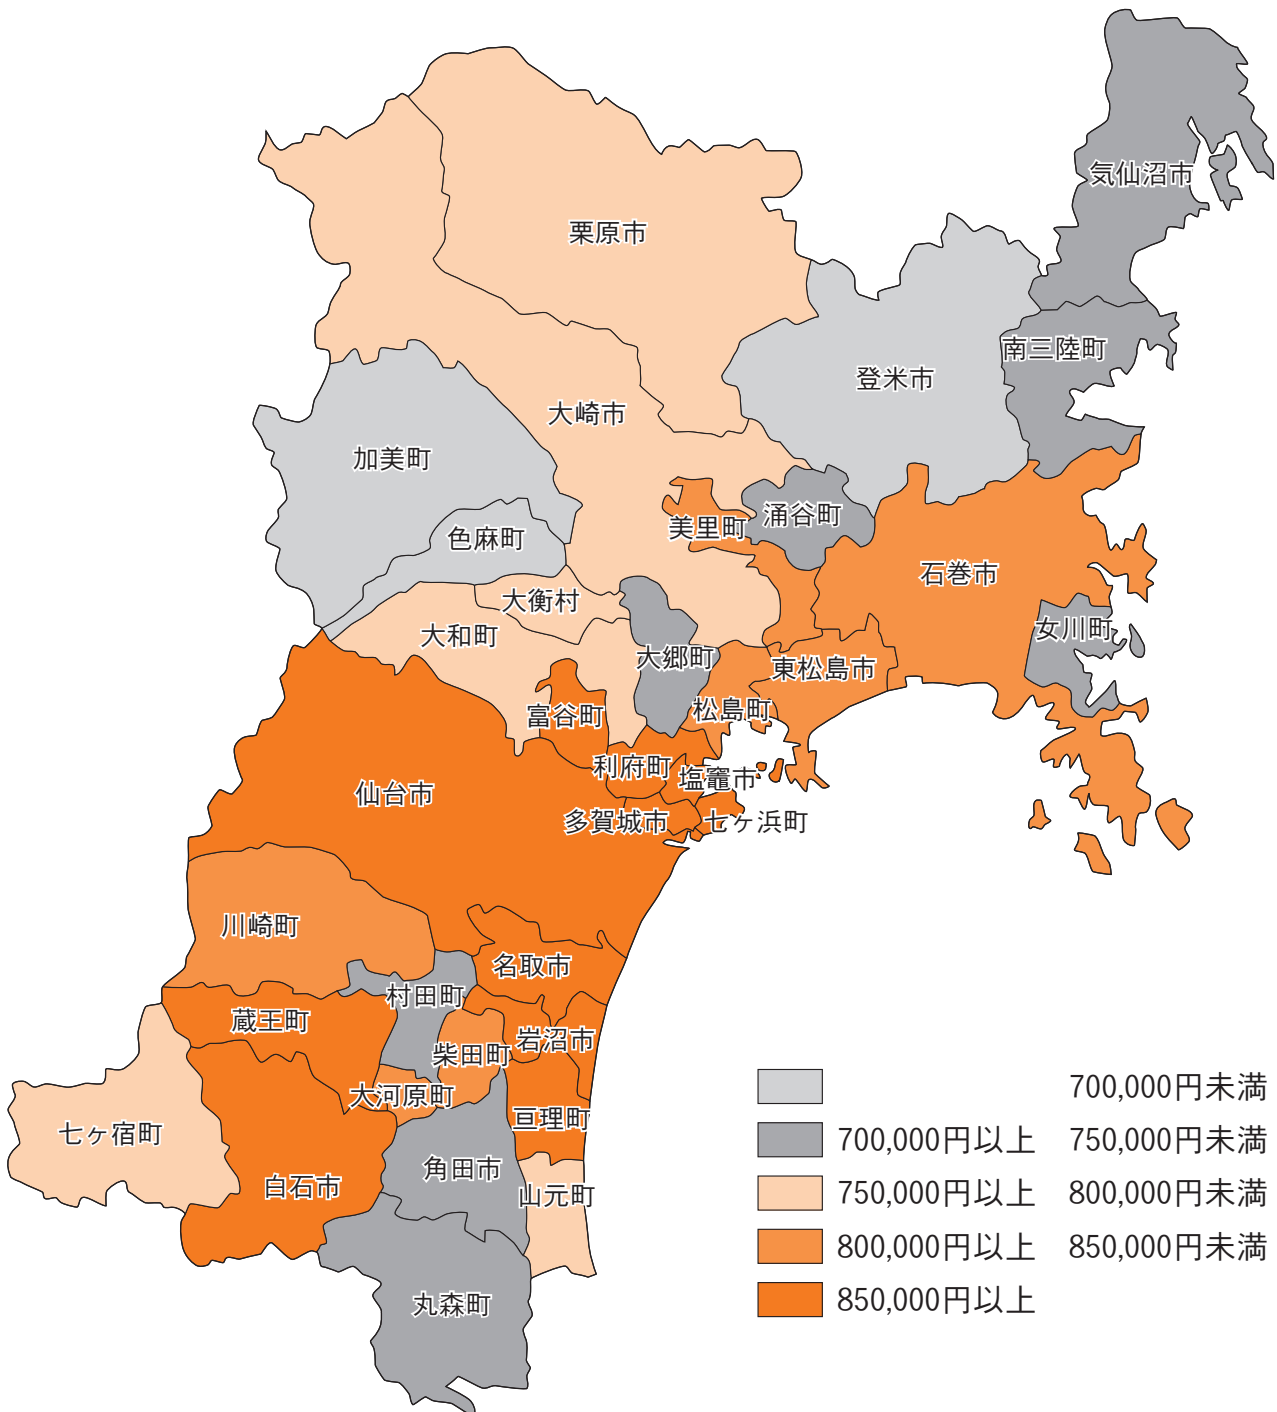 気仙沼市
栗原市
南三陸町
登米市
大崎市
加美町
涌谷町
美里町
色麻町
石巻市
大衡村
女川町
大和町
大郷町
東松島市
松島町
富谷町
利府町
塩竈市
仙台市
多賀城市
七ヶ浜町
川崎町
名取市
村田町
蔵王町
岩沼市
柴田町
大河原町
亘理町
七ヶ宿町
角田市
白石市
山元町
丸森町
700,000円未満
700,000円以上 750,000円未満
750,000円以上 800,000円未満
800,000円以上 850,000円未満
850,000円以上